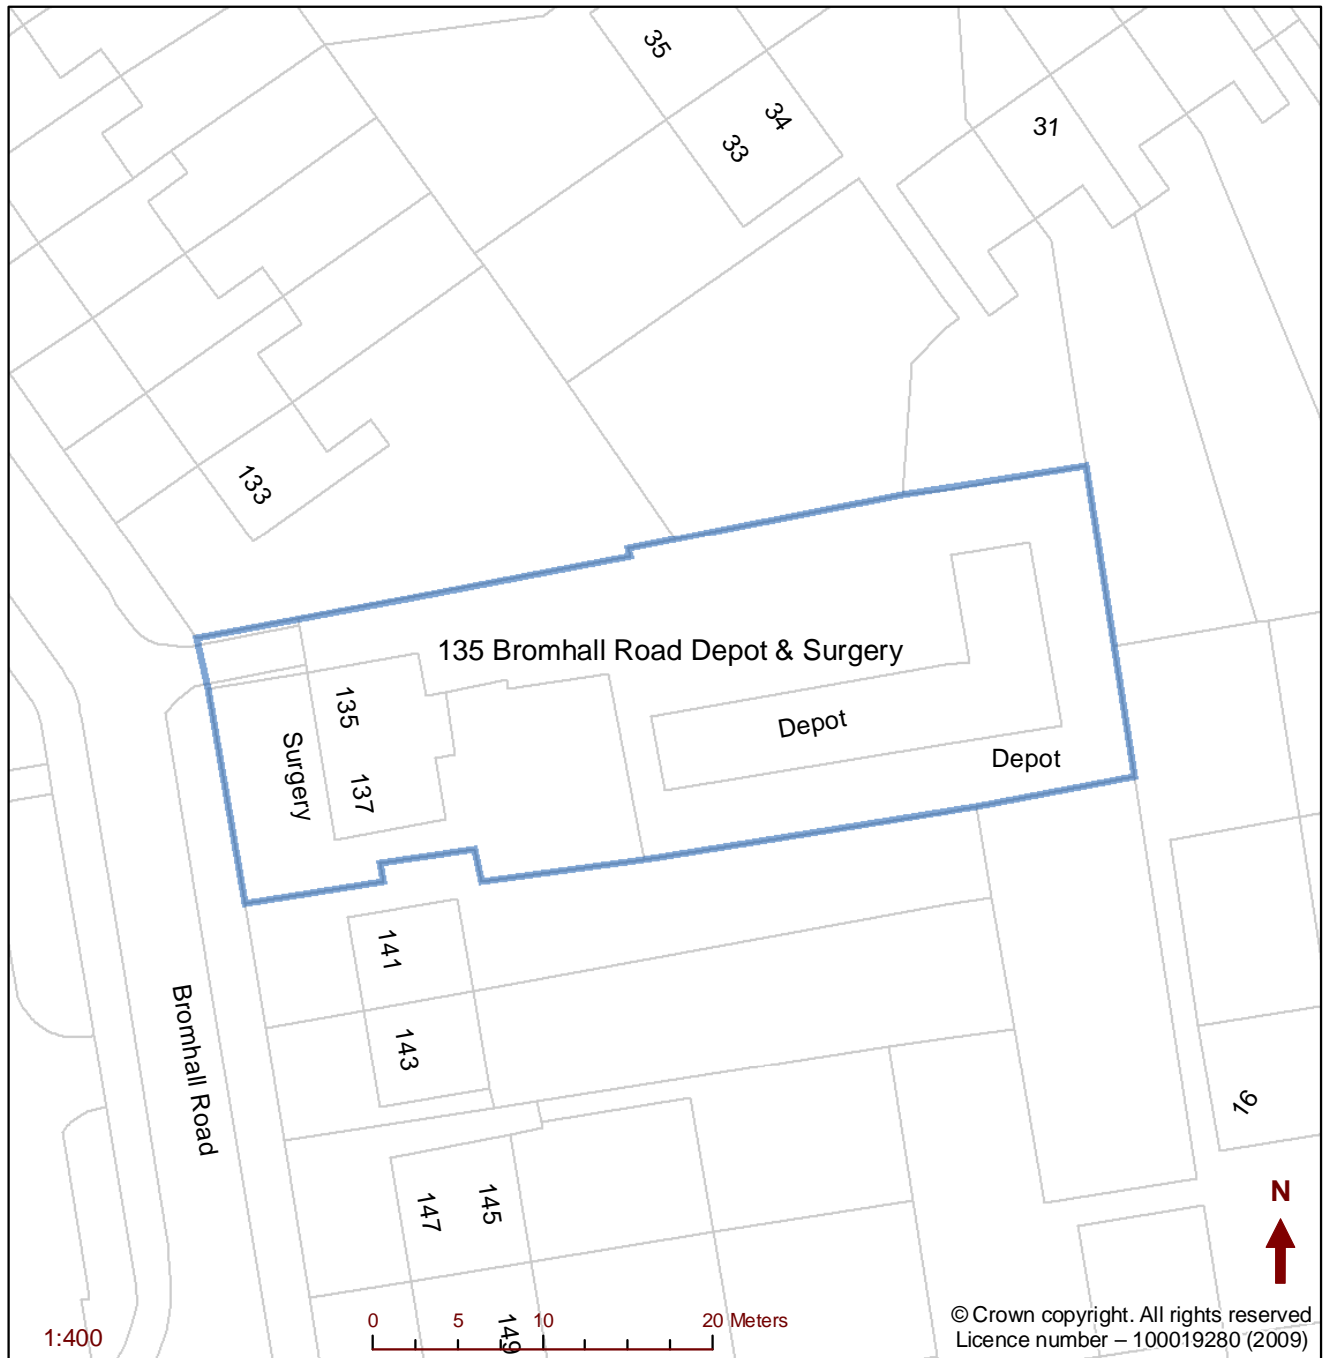 35
34
33
31
133
135 Bromhall Road Depot & Surgery
135
Surgery
137
Depot
Depot
141
143
Bromhall Road
16
147
145
149
N
0 5 10 20 Meters
1:400
© Crown copyright. All rights reserved
Licence number – 100019280 (2009)